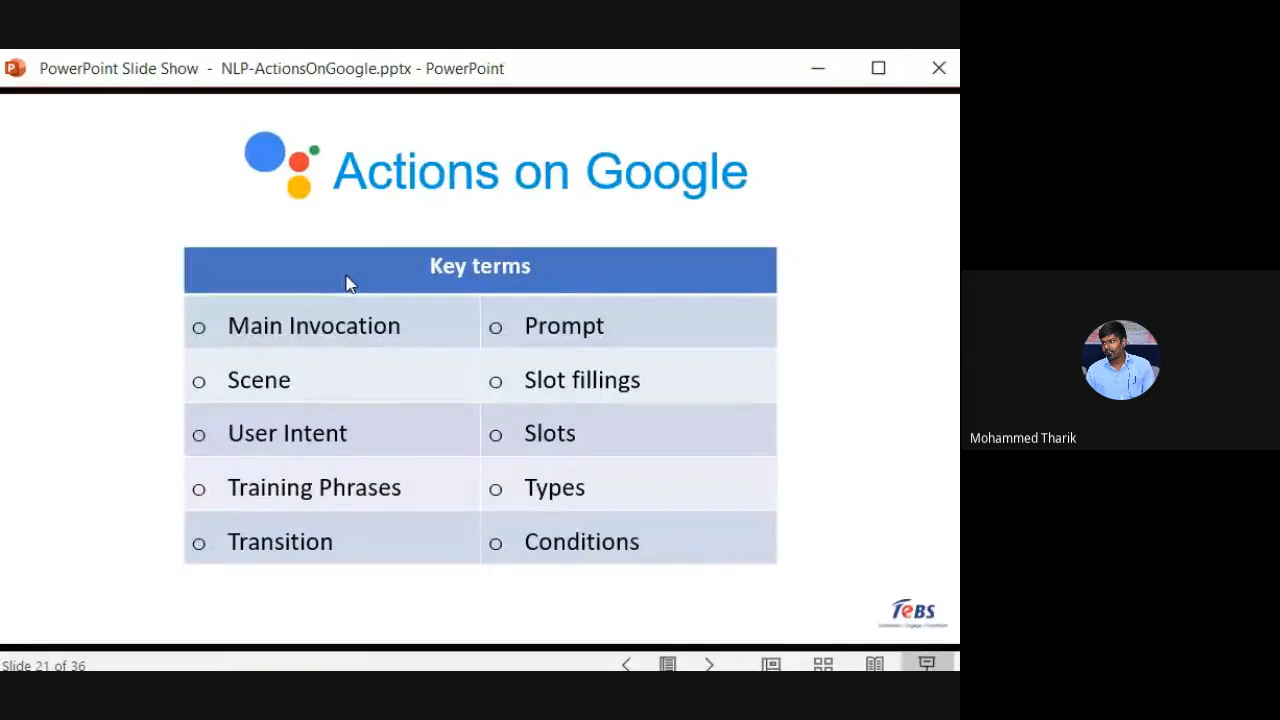 PowerPoint Slide Show - NLP-ActionsOnGoogle.pptx - PowerPoint
Actions on Google
Key terms
o Main Invocation
o Prompt
o Scene
o Slot fillings
o User Intent
o Slots
o Training Phrases
o Types
o Transition
o Conditions
TeBS
Slide 21 of 36
Mohammed Tharik